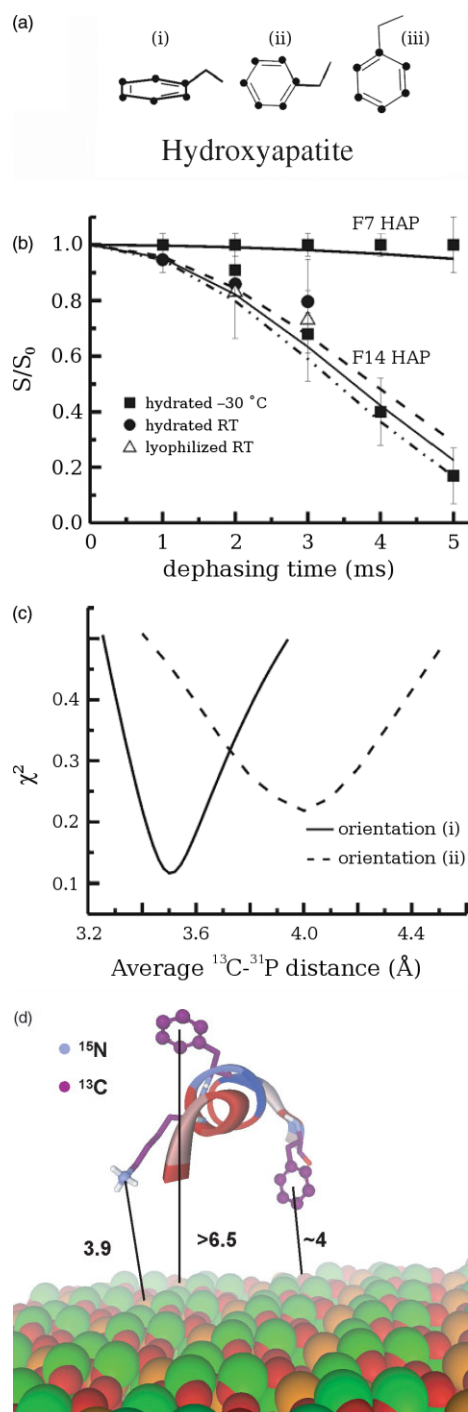 (a)
(i) (ii) (iii)
Hydroxyapatite
(b)
F7 HAP
F14 HAP
hydrated –30 °C
hydrated RT
lyophilized RT
S/S₀
1.0
0.8
0.6
0.4
0.2
0.0
0 1 2 3 4 5
dephasing time (ms)
(c)
χ²
0.4
0.3
0.2
0.1
orientation (i)
orientation (ii)
3.2 3.6 4.0 4.4
Average ¹³C-³¹P distance (Å)
(d)
¹⁵N
¹³C
3.9 >6.5 ~4